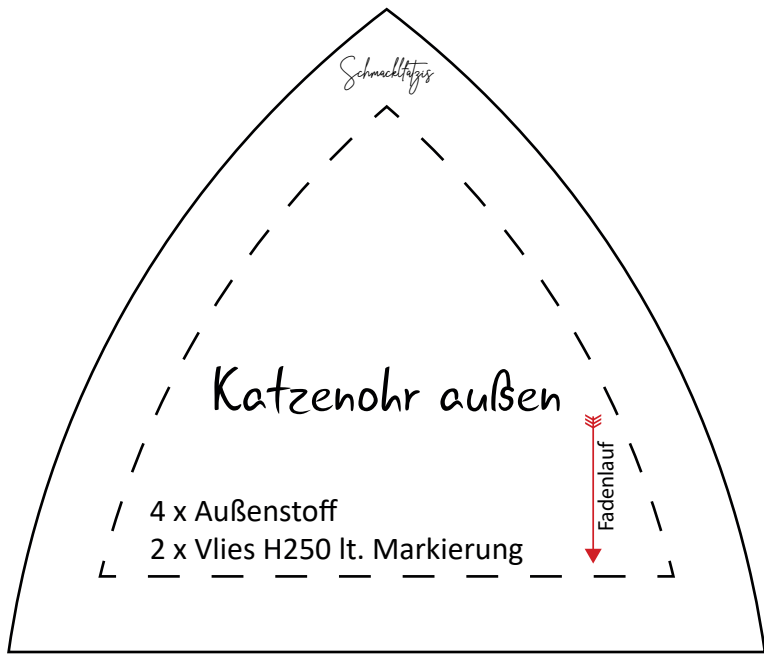 Schmackltatzis
Katzenohr außen
Fadenlauf
4 x Außenstoff
2 x Vlies H250 lt. Markierung